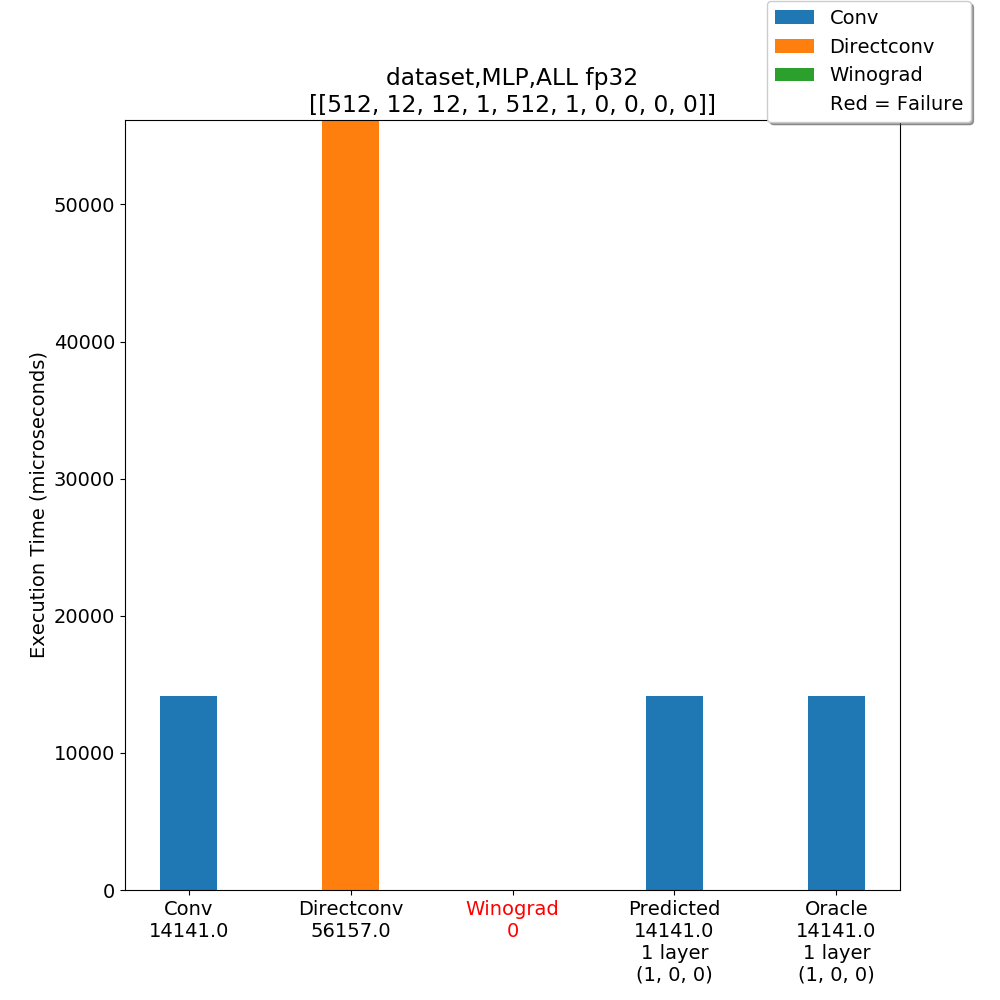 Conv
Directconv
Winograd
Red = Failure
dataset,MLP,ALL fp32
[[512, 12, 12, 1, 512, 1, 0, 0, 0, 0]]
Execution Time (microseconds)
50000
40000
30000
20000
10000
0
Conv
14141.0
Directconv
56157.0
Winograd
0
Predicted
14141.0
1 layer
(1, 0, 0)
Oracle
14141.0
1 layer
(1, 0, 0)